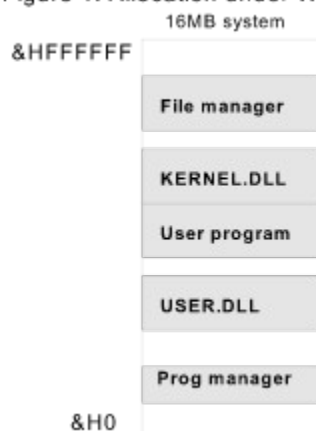 16MB system
&HFFFFFFF
File manager
KERNEL.DLL
User program
USER.DLL
Prog manager
&H0